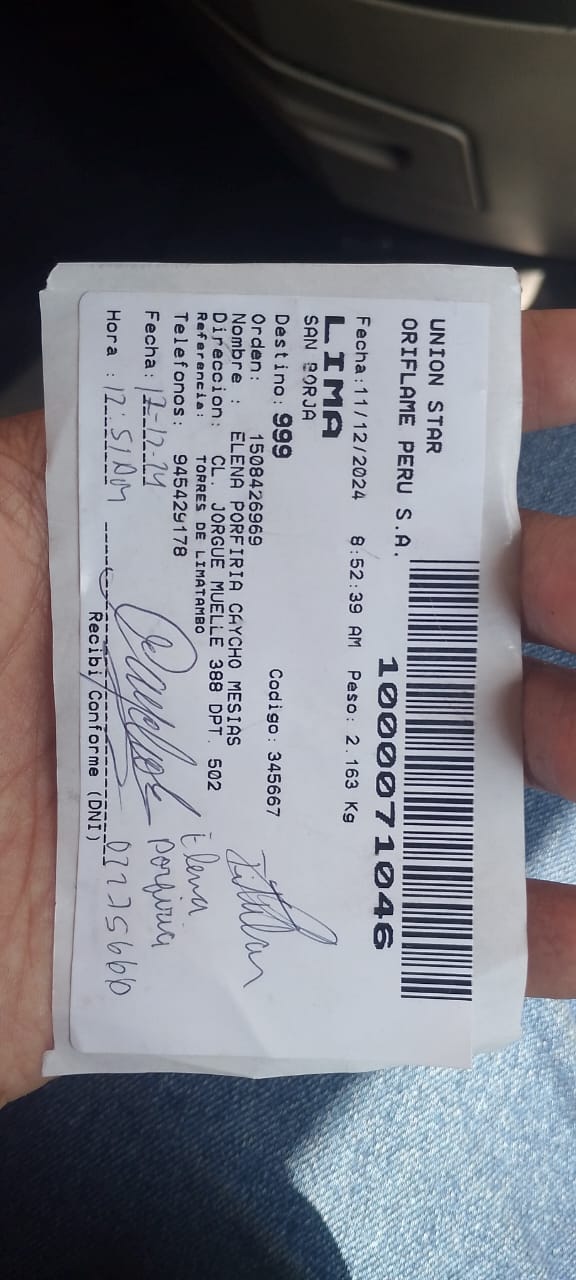 UNION STAR
ORIFLAME PERU S.A.
1000071046
Fecha:11/12/2024 8:52:39 AM Peso: 2.163 Kg
LIMA
SAN BORJA
Destino: 999 Codigo: 345667
Orden: 1508426969
Nombre : ELENA PORFIRIA CAYCHO MESIAS
Direccion: CL. JORGUE MUELLE 388 DPT. 502
Referencia: TORRES DE LIMATAMBO
Telefonos: 945429178
Elena
Fecha: 12-12-24 porfiria
Hora : 12:51 AM
Recibi Conforme (DNI)